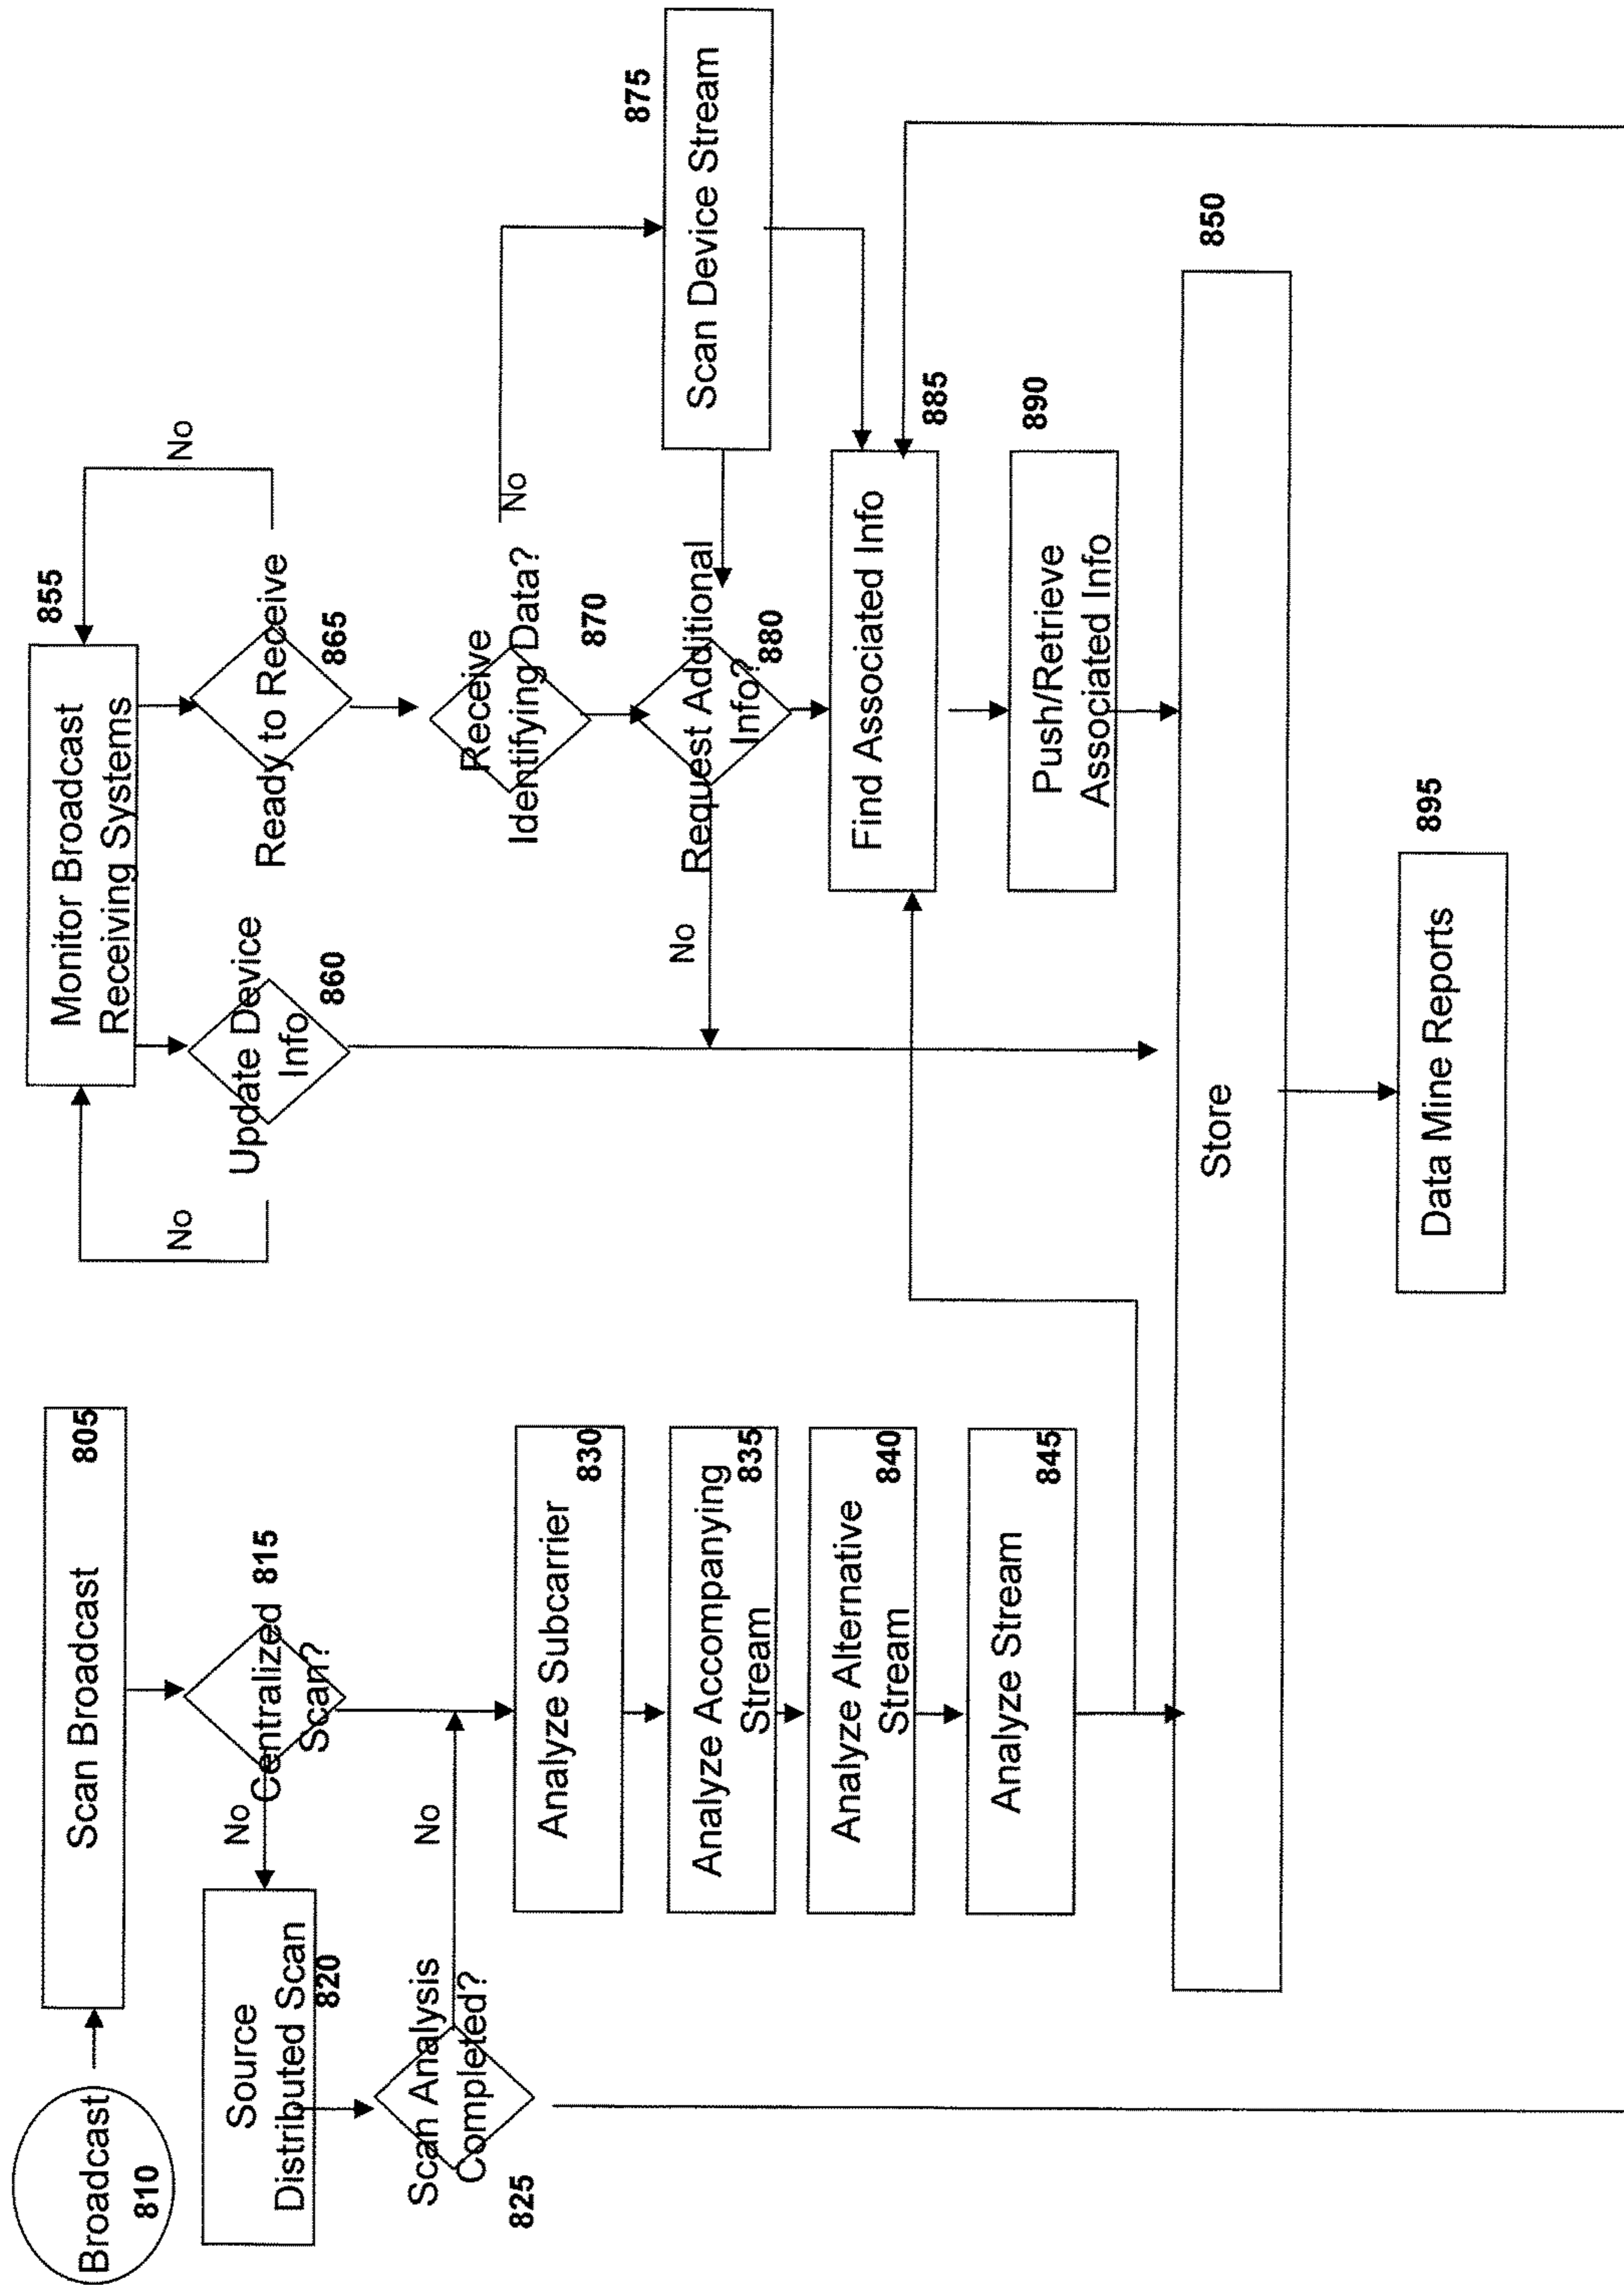 Broadcast
810
Scan Broadcast
805
Centralized
Scan?
815
No
Source
Distributed Scan
820
Scan Analysis
Completed?
825
No
Analyze Subcarrier
830
Analyze Accompanying
Stream
835
Analyze Alternative
Stream
840
Analyze Stream
845
Monitor Broadcast
Receiving Systems
855
No
Update Device
Info
860
Ready to Receive
865
No
Receive
Identifying Data?
870
No
Scan Device Stream
875
Request Additional
Info?
880
No
Find Associated Info
885
Push/Retrieve
Associated Info
890
Store
850
Data Mine Reports
895